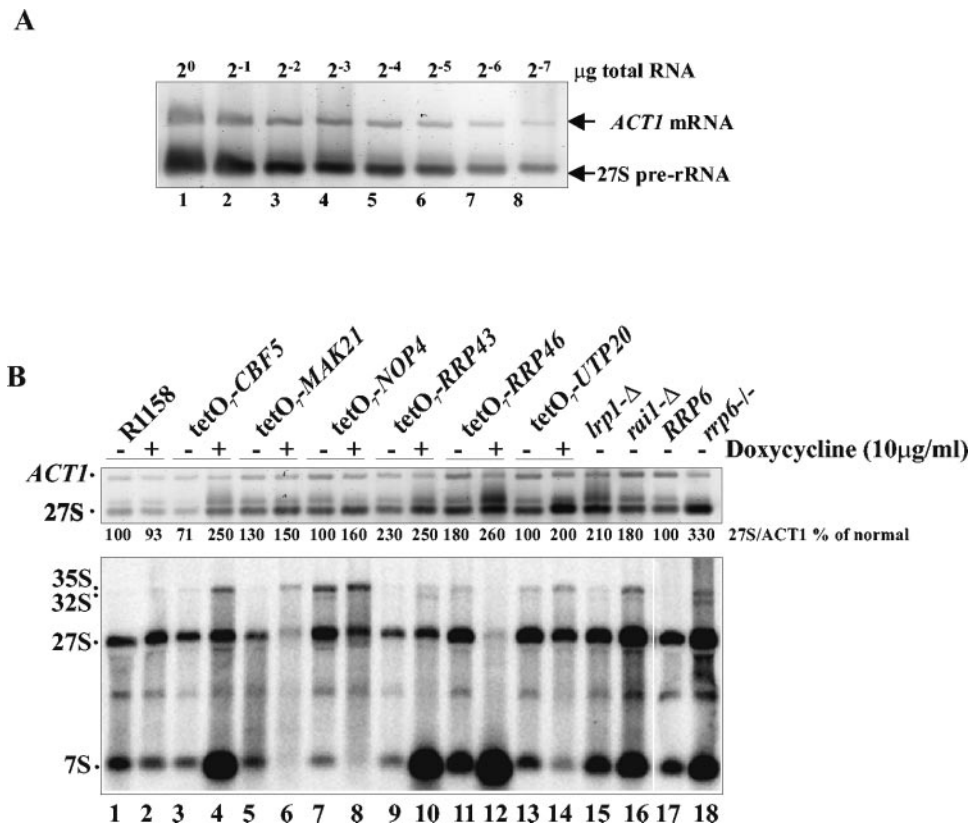 A
2⁰ 2⁻¹ 2⁻² 2⁻³ 2⁻⁴ 2⁻⁵ 2⁻⁶ 2⁻⁷ μg total RNA
ACT1 mRNA
27S pre-rRNA
1 2 3 4 5 6 7 8
B
R1158 tetO₇-CBF5 tetO₇-MAK21 tetO₇-NOP4 tetO₇-RRP43 tetO₇-RRP46 tetO₇-UTP20 lrp1-Δ rai1-Δ RRP6 rrp6-/-
- + - + - + - + - + - + - + - - - - Doxycycline (10μg/ml)
ACT1
27S
100 93 71 250 130 150 100 160 230 250 180 260 100 200 210 180 100 330 27S/ACT1 % of normal
35S
32S
27S
7S
1 2 3 4 5 6 7 8 9 10 11 12 13 14 15 16 17 18